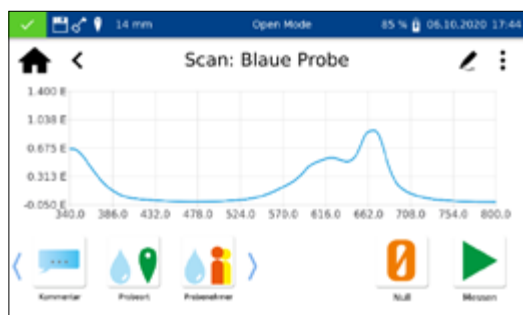 14 mm Open Mode 85 % 06.10.2020 17:44
Scan: Blaue Probe
1.400 E
1.038 E
0.675 E
0.313 E
-0.050 E
340.0 386.0 432.0 478.0 524.0 570.0 616.0 662.0 708.0 754.0 800.0
Kommentar Probeort Probenehmer Null Messen